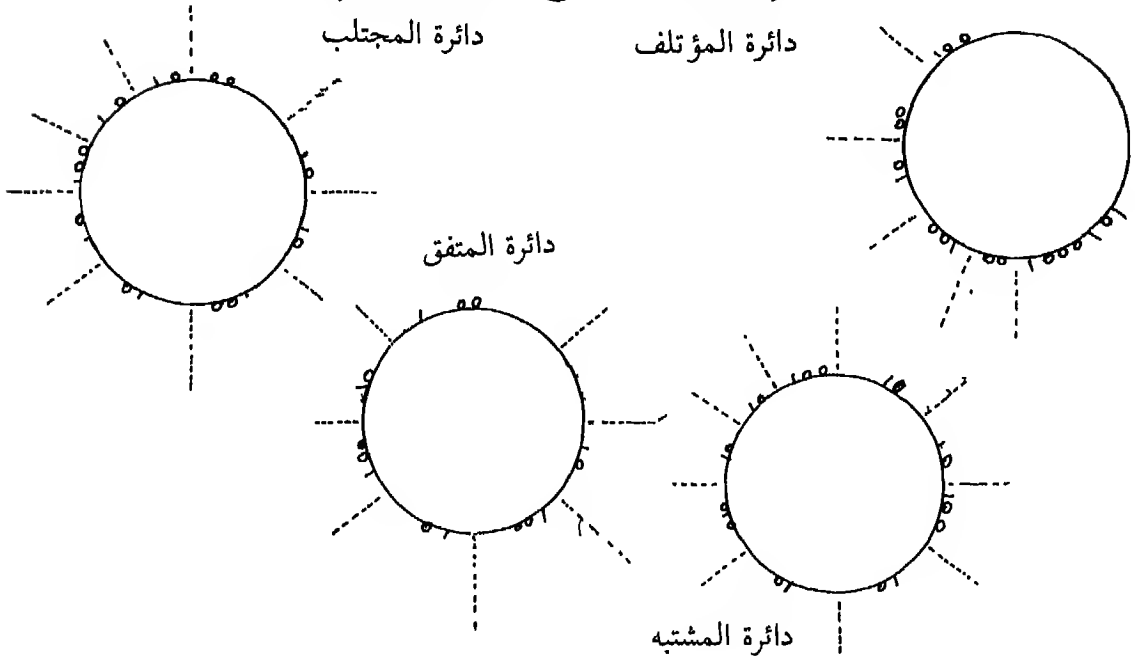 دائرة المؤتلف
دائرة المجتلب
دائرة المتفق
دائرة المشتبه